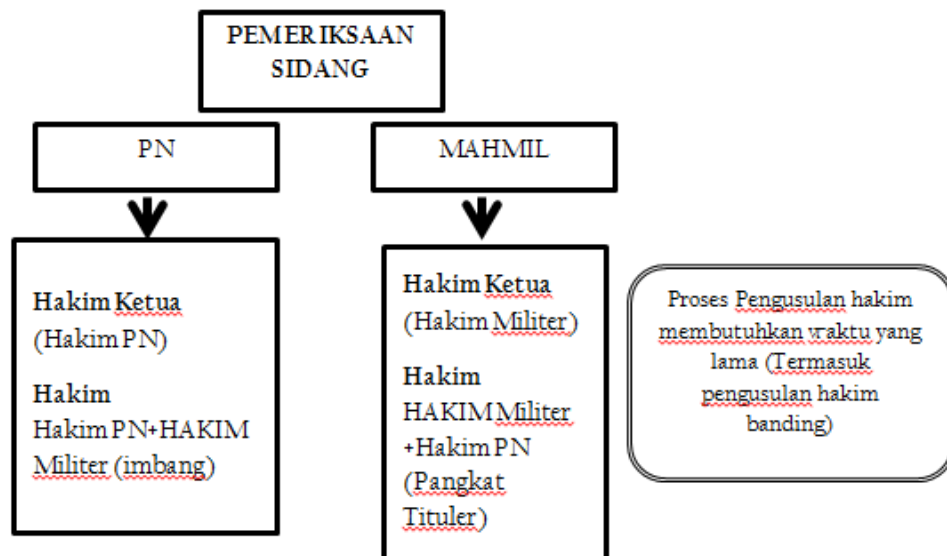 PEMERIKSAAN
SIDANG
PN
MAHMIL
Hakim Ketua
(Hakim PN)
Hakim
Hakim PN+HAKIM
Militer (imbang)
Hakim Ketua
(Hakim Militer)
Hakim
HAKIM Militer
+Hakim PN
(Pangkat
Tituler)
Proses Pengusulan hakim
membutuhkan waktu yang
lama (Termasuk
pengusulan hakim
banding)